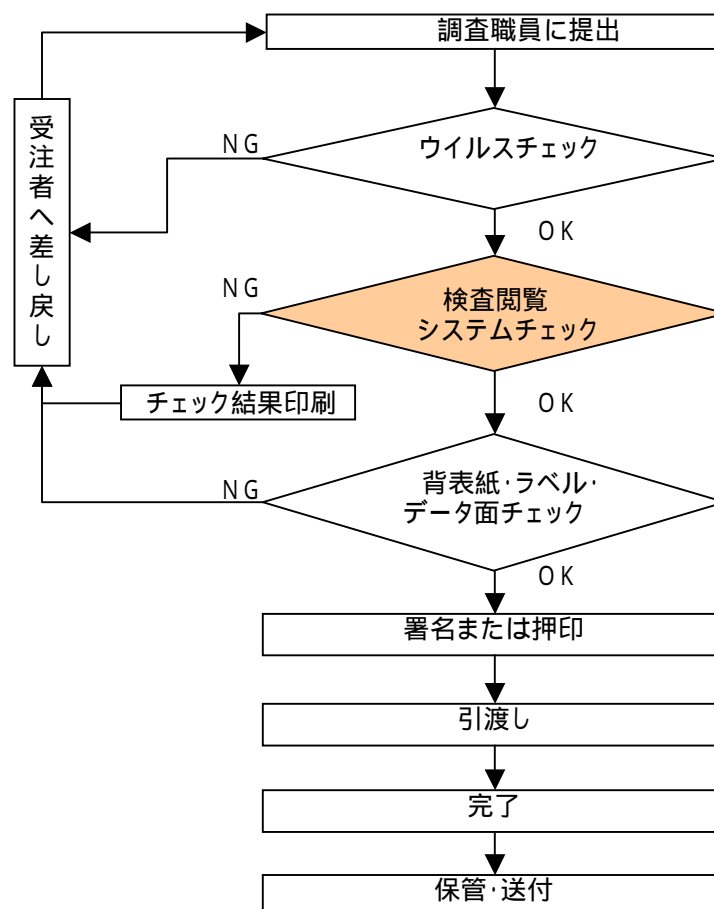 調査職員に提出
受注者へ差し戻し
NG
ウイルスチェック
OK
NG
検査閲覧
システムチェック
チェック結果印刷
OK
NG
背表紙・ラベル・
データ面チェック
OK
署名または押印
引渡し
完了
保管・送付